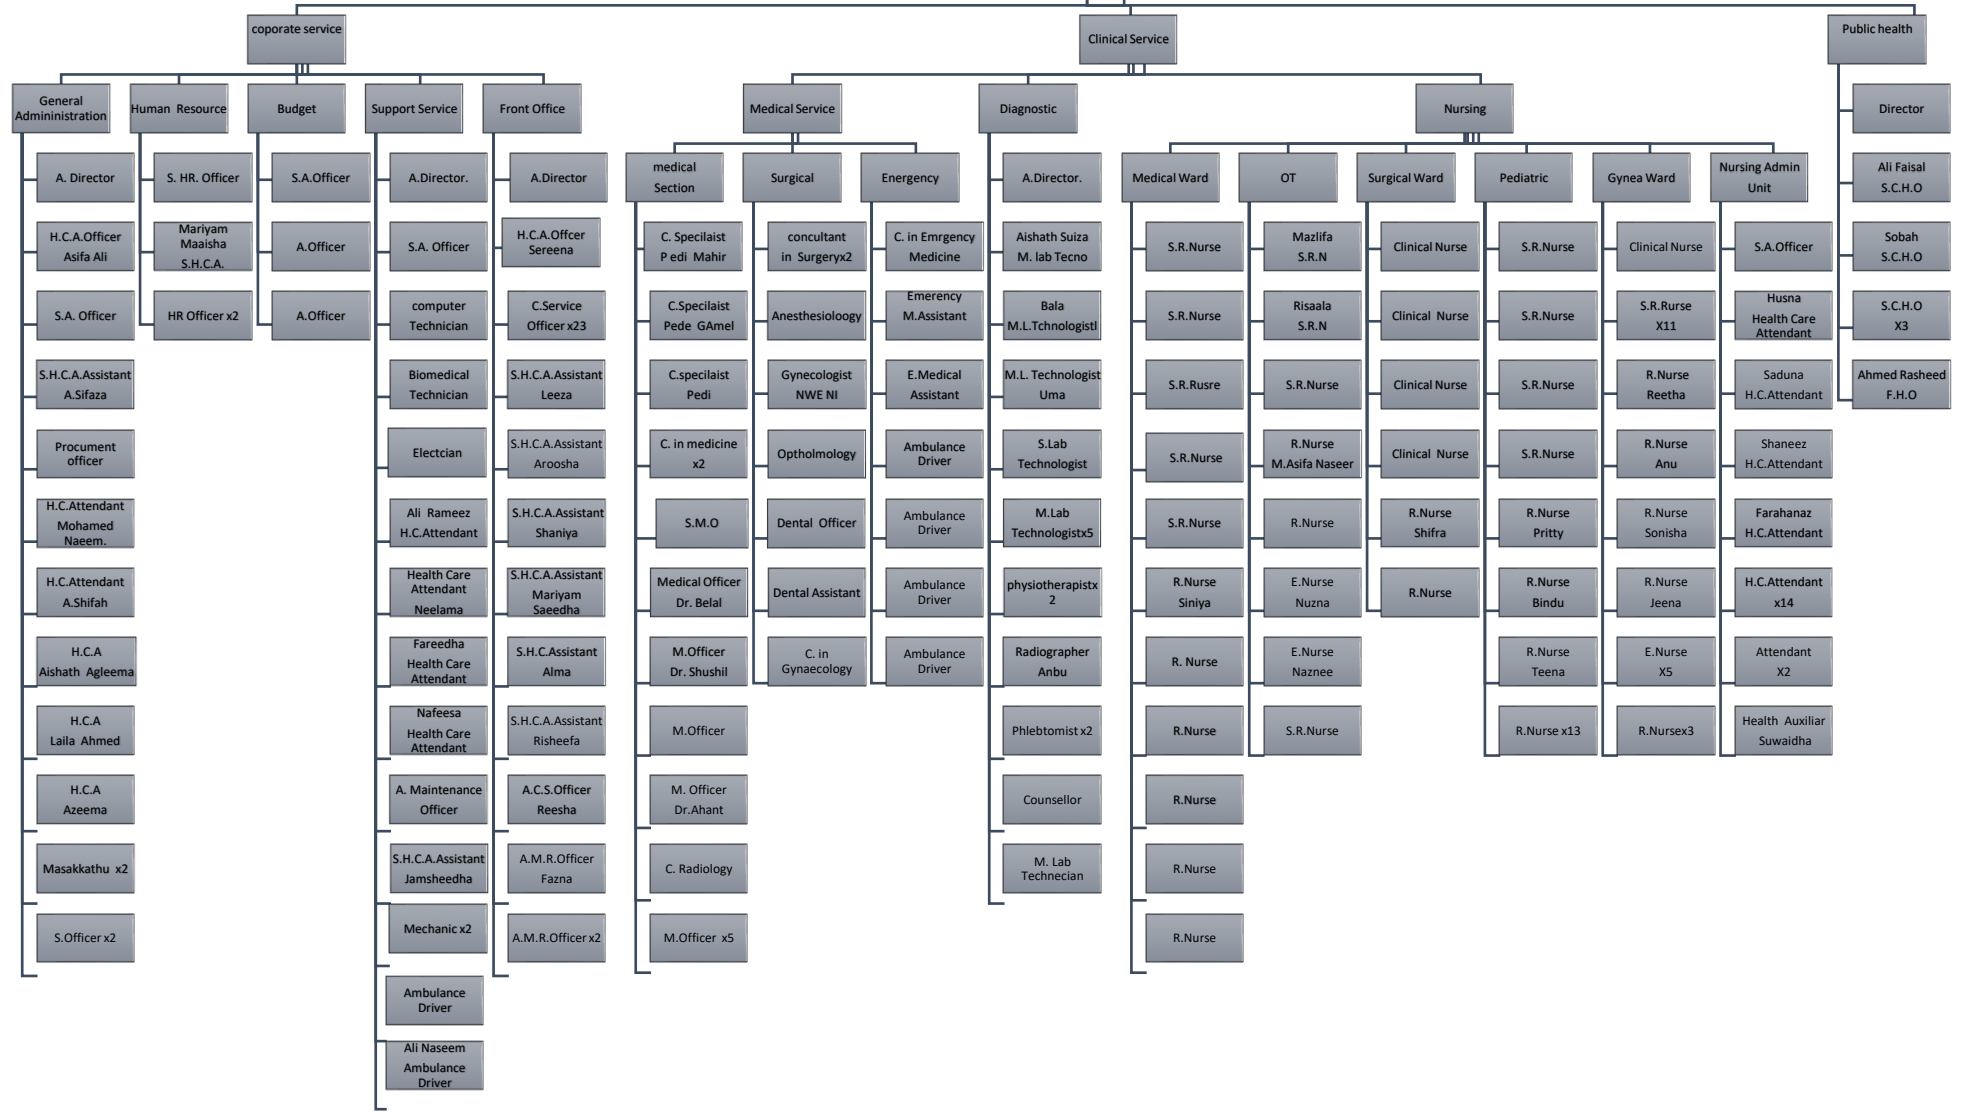 coporate service
Clinical Service
Public health
General
Admininistration
Human Resource
Budget
Support Service
Front Office
Medical Service
Diagnostic
Nursing
Director
A. Director
S. HR. Officer
S.A.Officer
A.Director.
A.Director
medical
Section
Surgical
Energency
A.Director.
Medical Ward
OT
Surgical Ward
Pediatric
Gynea Ward
Nursing Admin
Unit
Ali Faisal
S.C.H.O
H.C.A.Officer
Asifa Ali
Mariyam
Maaisha
S.H.C.A.
A.Officer
S.A. Officer
H.C.A.Offcer
Sereena
C. Specilaist
P edi Mahir
concultant
in Surgeryx2
C. in Emrgency
Medicine
Aishath Suiza
M. lab Tecno
S.R.Nurse
Mazlifa
S.R.N
Clinical Nurse
S.R.Nurse
Clinical Nurse
S.A.Officer
Sobah
S.C.H.O
S.A. Officer
HR Officer x2
A.Officer
computer
Technician
C.Service
Officer x23
C.Specilaist
Pede GAmel
Anesthesioloogy
Emerency
M.Assistant
Bala
M.L.Tchnologistl
S.R.Nurse
Risaala
S.R.N
Clinical Nurse
S.R.Nurse
S.R.Rurse
X11
Husna
Health Care
Attendant
S.C.H.O
X3
S.H.C.A.Assistant
A.Sifaza
Biomedical
Technician
S.H.C.A.Assistant
Leeza
C.specilaist
Pedi
Gynecologist
NWE NI
E.Medical
Assistant
M.L. Technologist
Uma
S.R.Rusre
S.R.Nurse
Clinical Nurse
S.R.Nurse
R.Nurse
Reetha
Saduna
H.C.Attendant
Ahmed Rasheed
F.H.O
Procument
officer
Electcian
S.H.C.A.Assistant
Aroosha
C. in medicine
x2
Optholmology
Ambulance
Driver
S.Lab
Technologist
S.R.Nurse
R.Nurse
M.Asifa Naseer
Clinical Nurse
S.R.Nurse
R.Nurse
Anu
Shaneez
H.C.Attendant
H.C.Attendant
Mohamed
Naeem.
Ali Rameez
H.C.Attendant
S.H.C.A.Assistant
Shaniya
S.M.O
Dental Officer
Ambulance
Driver
M.Lab
Technologistx5
S.R.Nurse
R.Nurse
R.Nurse
Shifra
R.Nurse
Pritty
R.Nurse
Sonisha
Farahanaz
H.C.Attendant
H.C.Attendant
A.Shifah
Health Care
Attendant
Neelama
S.H.C.A.Assistant
Mariyam
Saeedha
Medical Officer
Dr. Belal
Dental Assistant
Ambulance
Driver
physiotherapistx
2
R.Nurse
Siniya
E.Nurse
Nuzna
R.Nurse
R.Nurse
Bindu
R.Nurse
Jeena
H.C.Attendant
x14
H.C.A
Aishath Agleema
Fareedha
Health Care
Attendant
S.H.C.Assistant
Alma
M.Officer
Dr. Shushil
C. in
Gynaecology
Ambulance
Driver
Radiographer
Anbu
R. Nurse
E.Nurse
Naznee
R.Nurse
Teena
E.Nurse
X5
Attendant
X2
H.C.A
Laila Ahmed
Nafeesa
Health Care
Attendant
S.H.C.A.Assistant
Risheefa
M.Officer
Phlebtomist x2
R.Nurse
S.R.Nurse
R.Nurse x13
R.Nursex3
Health Auxiliar
Suwaidha
H.C.A
Azeema
A. Maintenance
Officer
A.C.S.Officer
Reesha
M. Officer
Dr.Ahant
Counsellor
R.Nurse
Masakkathu x2
S.H.C.A.Assistant
Jamsheedha
A.M.R.Officer
Fazna
C. Radiology
M. Lab
Technecian
R.Nurse
S.Officer x2
Mechanic x2
A.M.R.Officer x2
M.Officer x5
R.Nurse
Ambulance
Driver
Ali Naseem
Ambulance
Driver